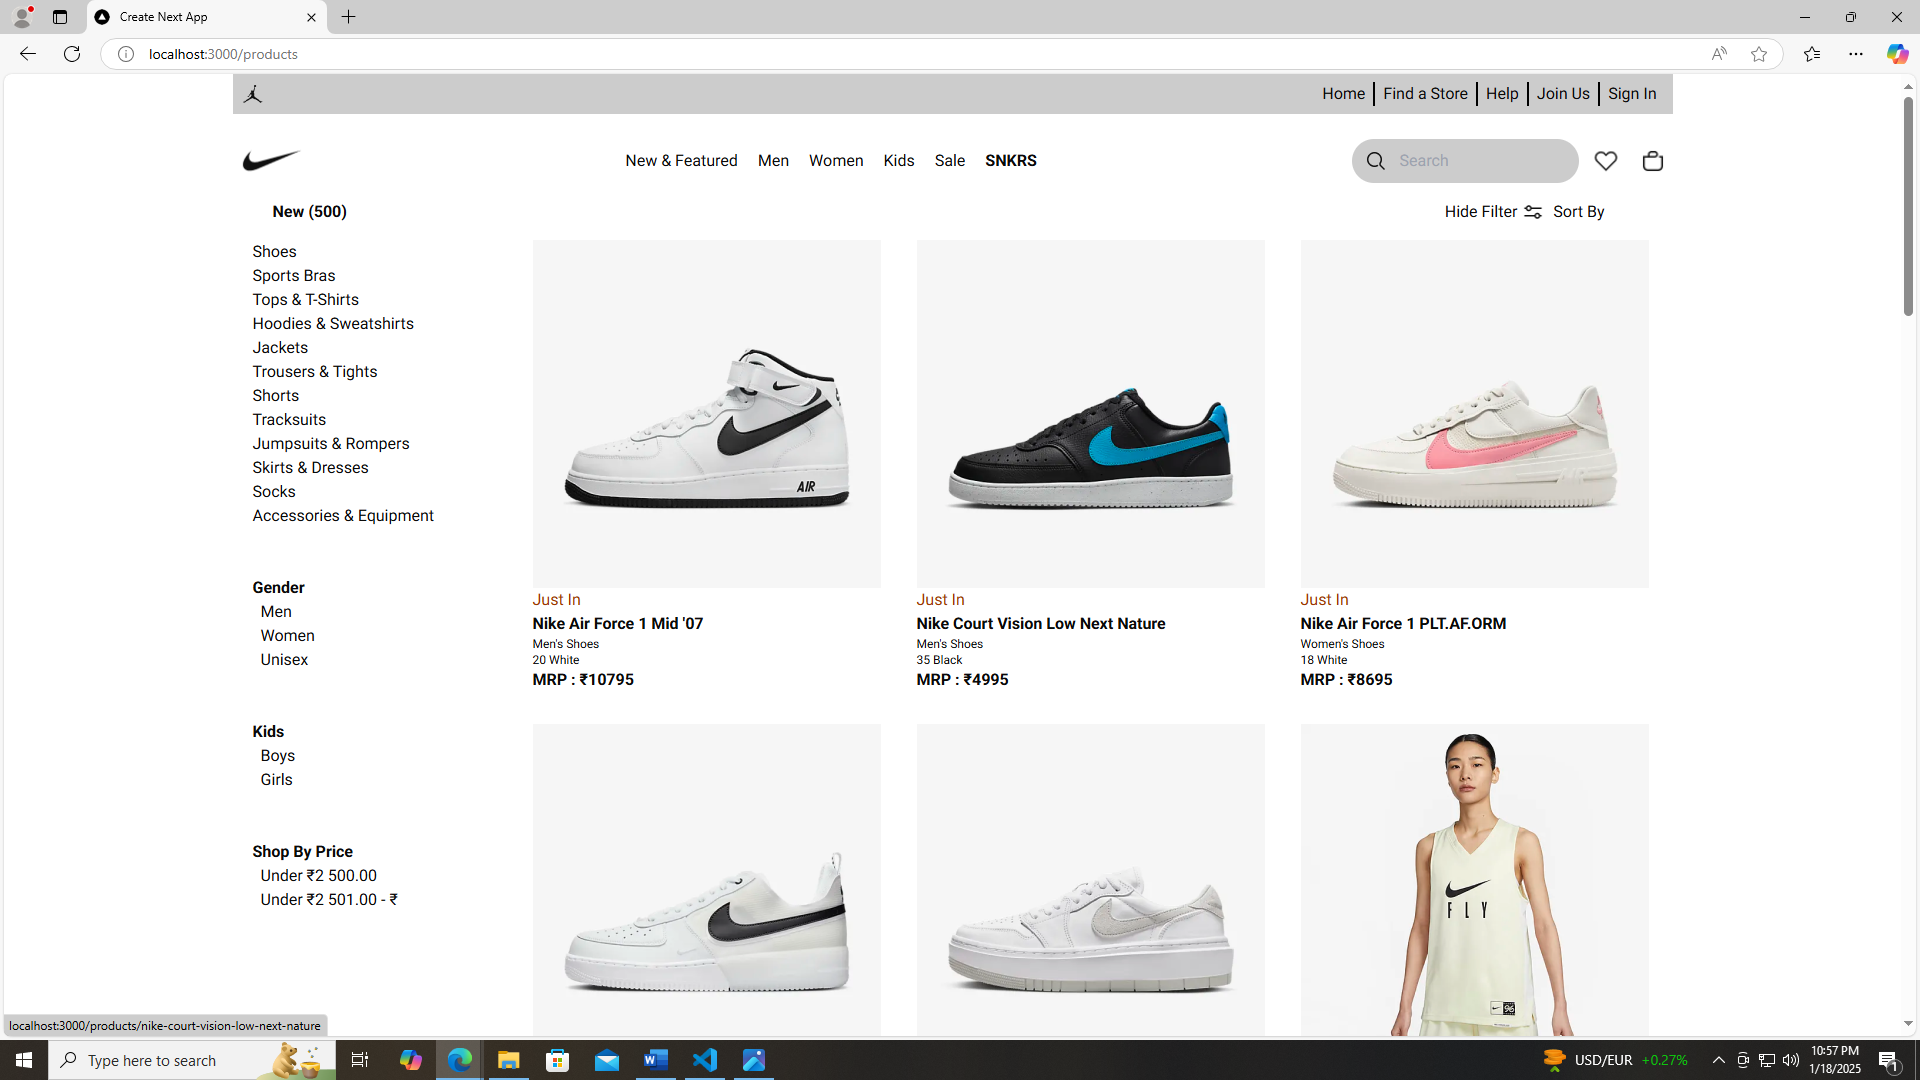 Create Next App
localhost:3000/products
Home
Find a Store
Help
Join Us
Sign In
New & Featured
Men
Women
Kids
Sale
SNKRS
Search
New (500)
Hide Filter
Sort By
Shoes
Sports Bras
Tops & T-Shirts
Hoodies & Sweatshirts
Jackets
Trousers & Tights
Shorts
Tracksuits
Jumpsuits & Rompers
Skirts & Dresses
Socks
Accessories & Equipment
Gender
Men
Women
Unisex
Kids
Boys
Girls
Shop By Price
Under ₹2 500.00
Under ₹2 501.00 - ₹
AIR
Just In
Nike Air Force 1 Mid '07
Men's Shoes
20 White
MRP : ₹10795
Just In
Nike Court Vision Low Next Nature
Men's Shoes
35 Black
MRP : ₹4995
Just In
Nike Air Force 1 PLT.AF.ORM
Women's Shoes
18 White
MRP : ₹8695
FLY
96
localhost:3000/products/nike-court-vision-low-next-nature
Type here to search
USD/EUR +0.27%
10:57 PM
1/18/2025
1